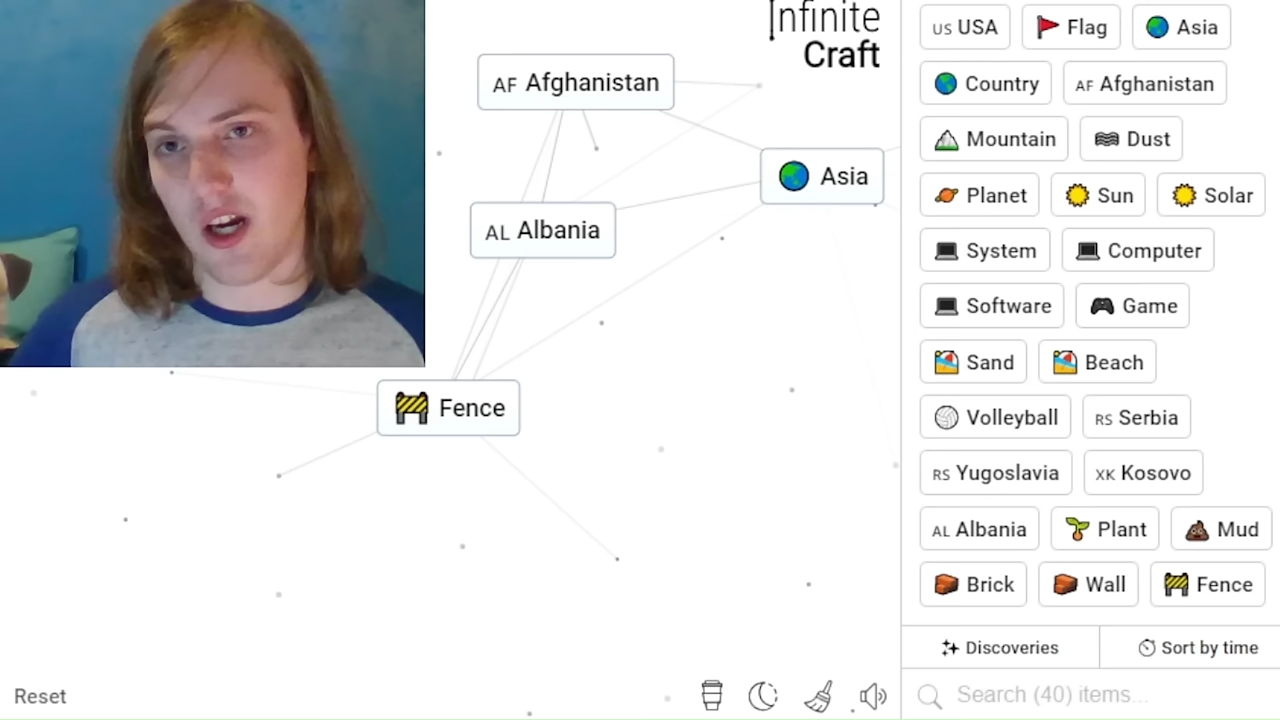 Infinite
Craft
AF Afghanistan
Asia
AL Albania
Fence
US USA
Flag
Asia
Country
AF Afghanistan
Mountain
Dust
Planet
Sun
Solar
System
Computer
Software
Game
Sand
Beach
Volleyball
RS Serbia
RS Yugoslavia
XK Kosovo
AL Albania
Plant
Mud
Brick
Wall
Fence
Discoveries
Sort by time
Reset
Search (40) items...